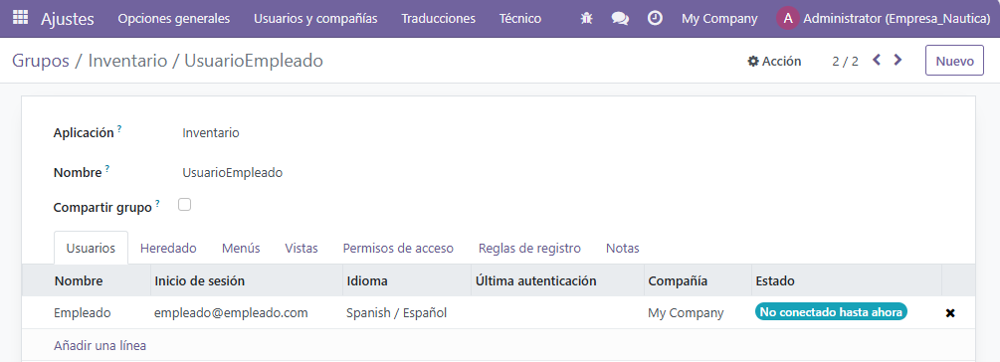 Ajustes Opciones generales Usuarios y compañías Traducciones Técnico My Company A Administrator (Empresa_Nautica)
Grupos / Inventario / UsuarioEmpleado Acción 2 / 2 Nuevo
Aplicación ? Inventario
Nombre ? UsuarioEmpleado
Compartir grupo ?
Usuarios Heredado Menús Vistas Permisos de acceso Reglas de registro Notas
Nombre Inicio de sesión Idioma Última autenticación Compañía Estado
Empleado empleado@empleado.com Spanish / Español My Company No conectado hasta ahora
Añadir una línea